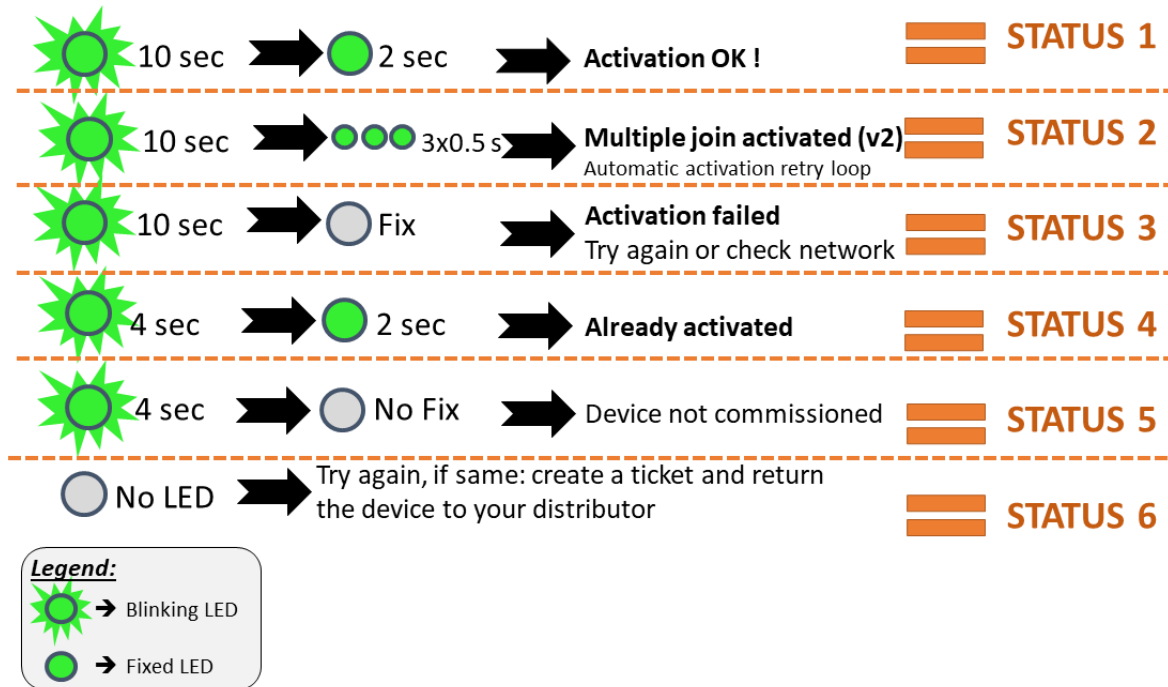 10 sec 2 sec Activation OK ! STATUS 1
10 sec 3x0.5 s Multiple join activated (v2) STATUS 2
Automatic activation retry loop
10 sec Fix Activation failed STATUS 3
Try again or check network
4 sec 2 sec Already activated STATUS 4
4 sec No Fix Device not commissioned STATUS 5
No LED Try again, if same: create a ticket and return
the device to your distributor STATUS 6
Legend:
Blinking LED
Fixed LED